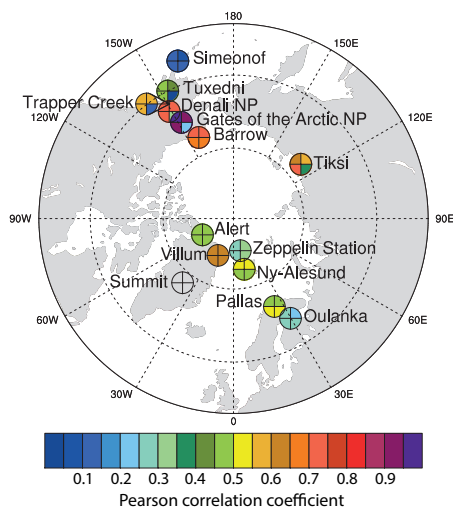 180
150W
150E
Simeonof
Tuxedni
Trapper Creek
Denali NP
120W
Gates of the Arctic NP
120E
Barrow
Tiksi
90W
90E
Alert
Villum
Zeppelin Station
Ny-Alesund
Summit
Pallas
Oulanka
60W
60E
30W
30E
0
0.1 0.2 0.3 0.4 0.5 0.6 0.7 0.8 0.9
Pearson correlation coefficient